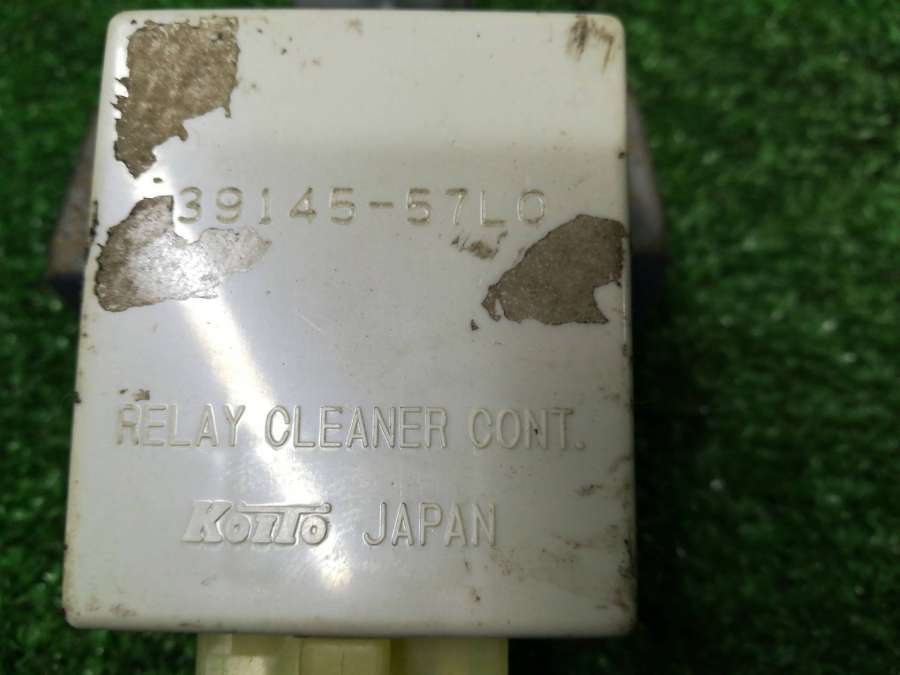 39145-57L0
RELAY CLEANER CONT.
KOITO JAPAN